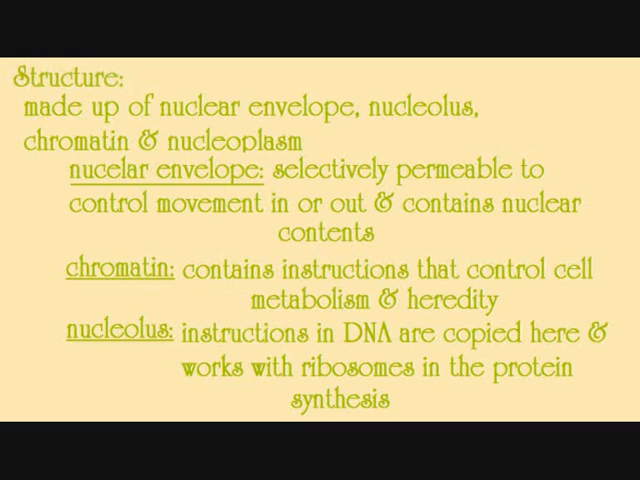 Structure:
made up of nuclear envelope, nucleolus,
chromatin & nucleoplasm
nucelar envelope: selectively permeable to
control movement in or out & contains nuclear
contents
chromatin: contains instructions that control cell
metabolism & heredity
nucleolus: instructions in DNA are copied here &
works with ribosomes in the protein
synthesis